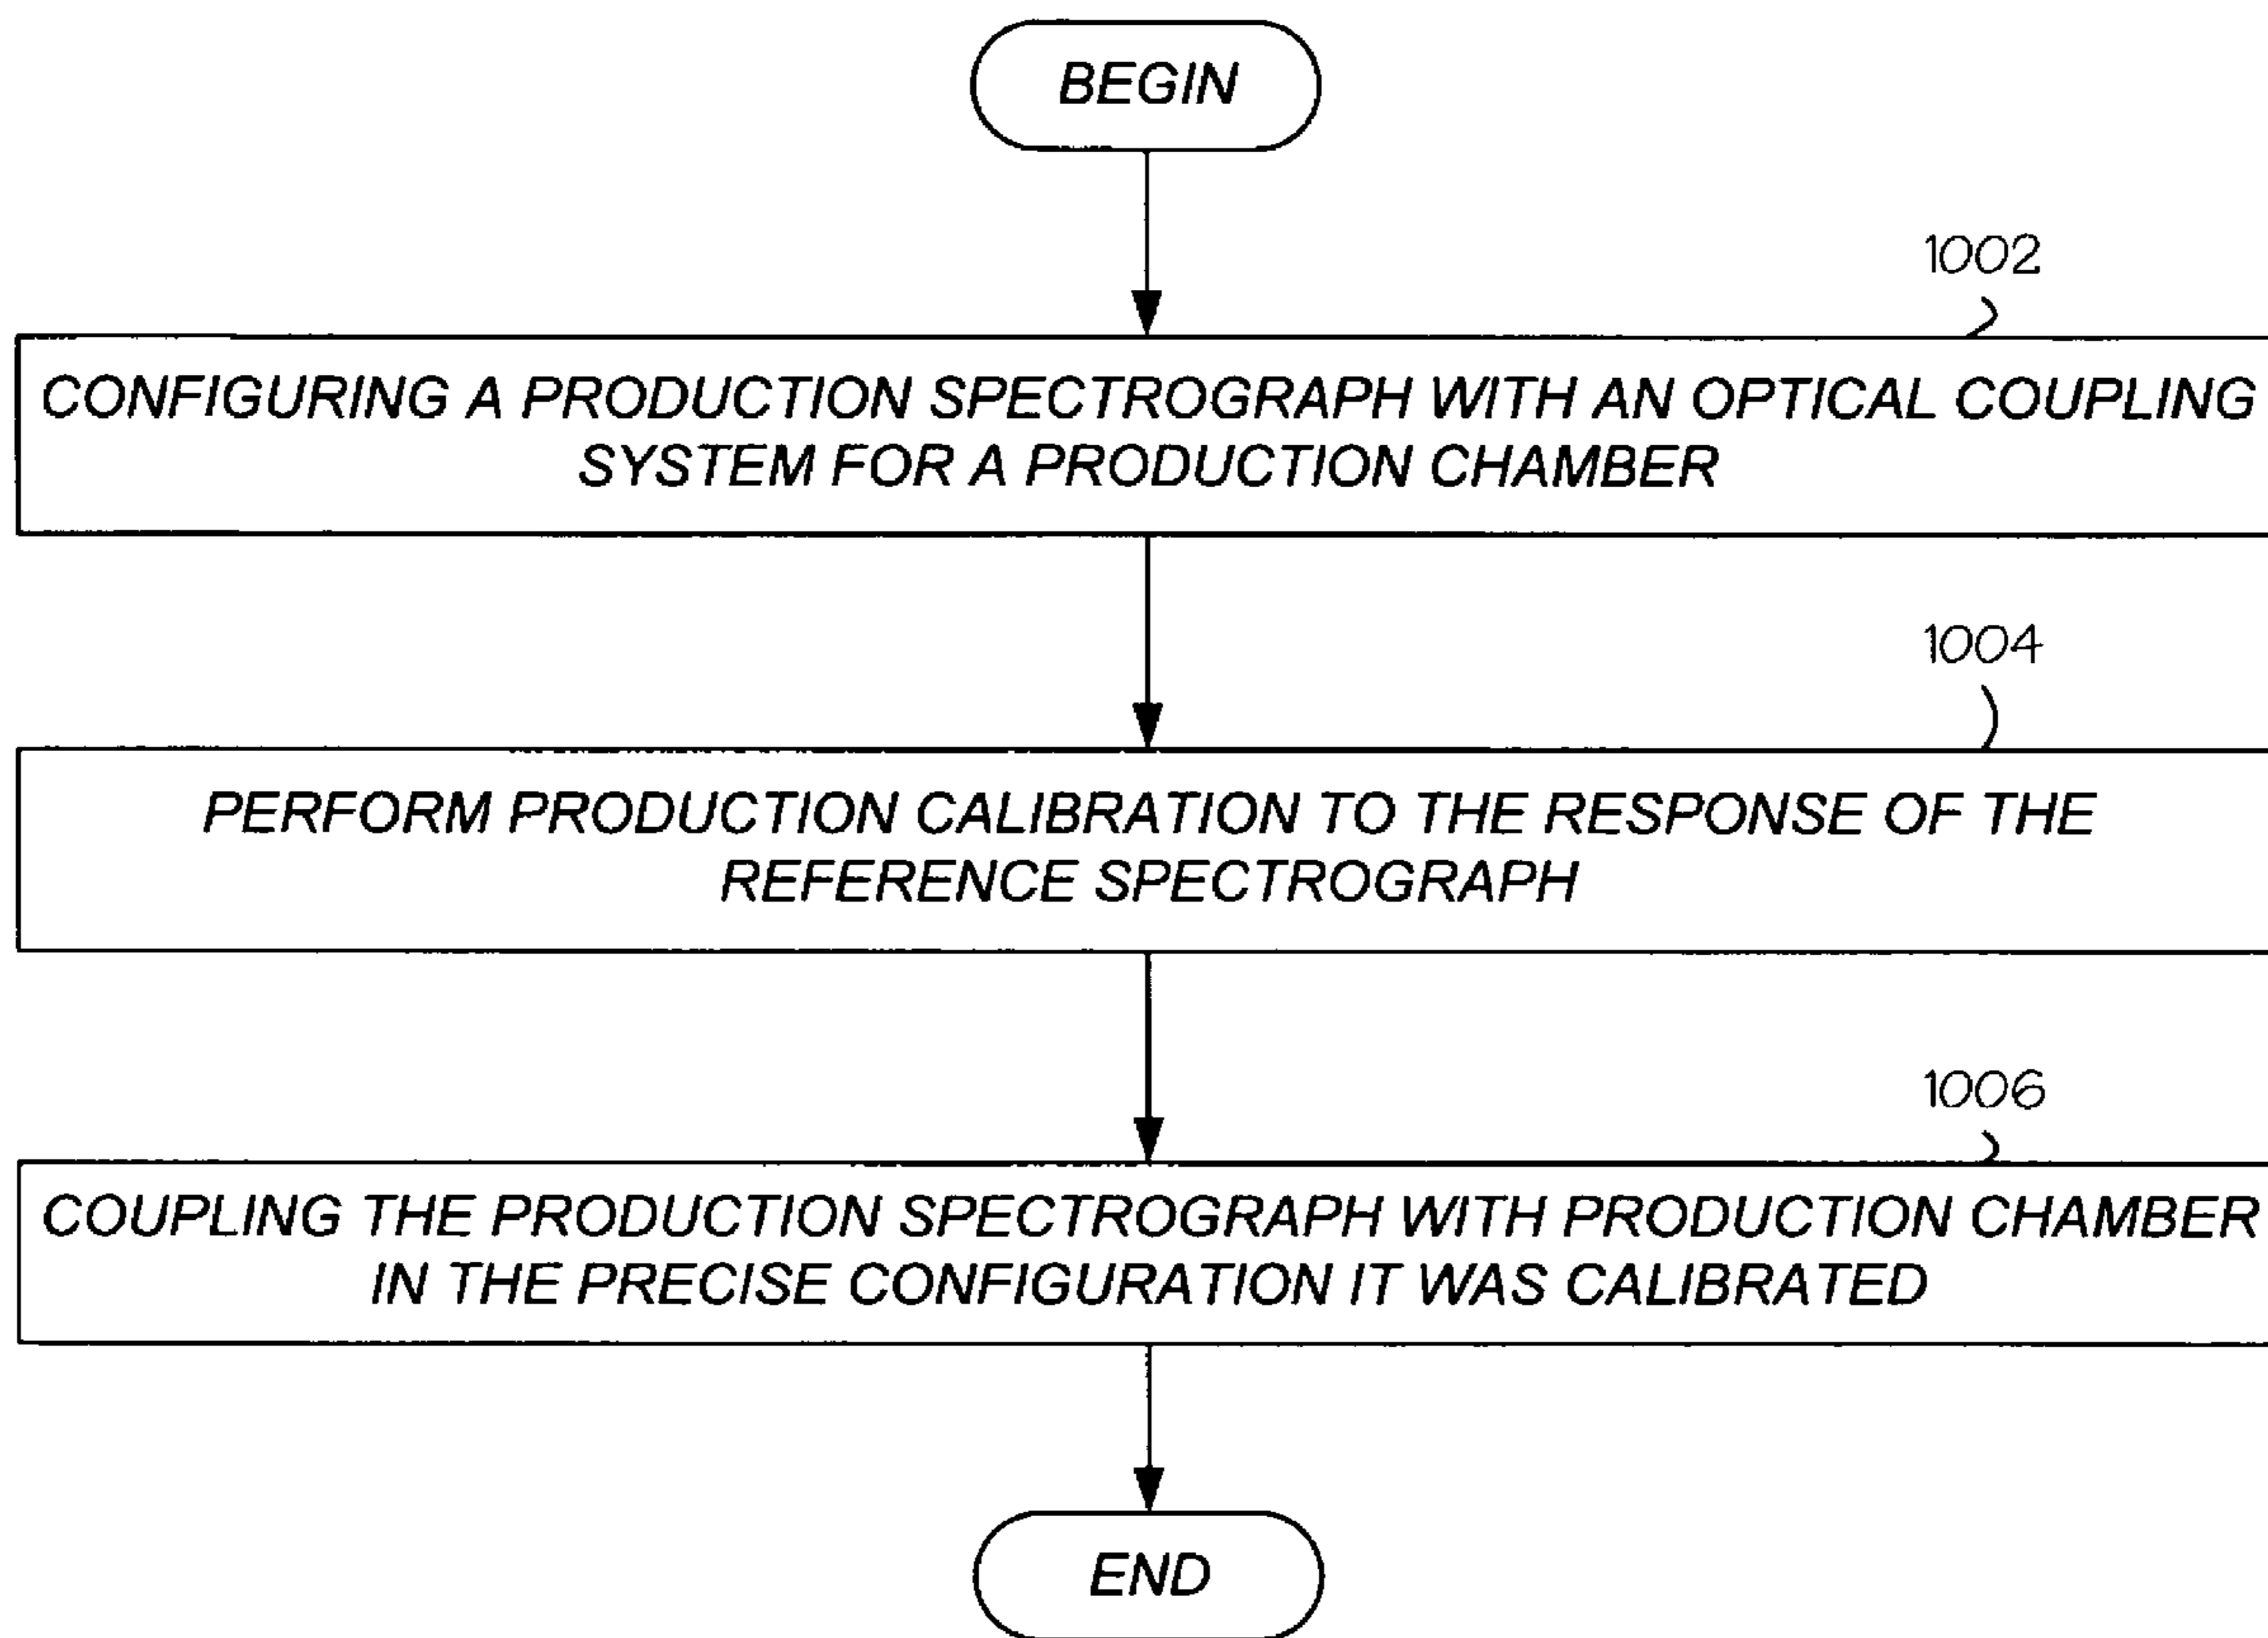 BEGIN
1002
CONFIGURING A PRODUCTION SPECTROGRAPH WITH AN OPTICAL COUPLING
SYSTEM FOR A PRODUCTION CHAMBER
1004
PERFORM PRODUCTION CALIBRATION TO THE RESPONSE OF THE
REFERENCE SPECTROGRAPH
1006
COUPLING THE PRODUCTION SPECTROGRAPH WITH PRODUCTION CHAMBER
IN THE PRECISE CONFIGURATION IT WAS CALIBRATED
END